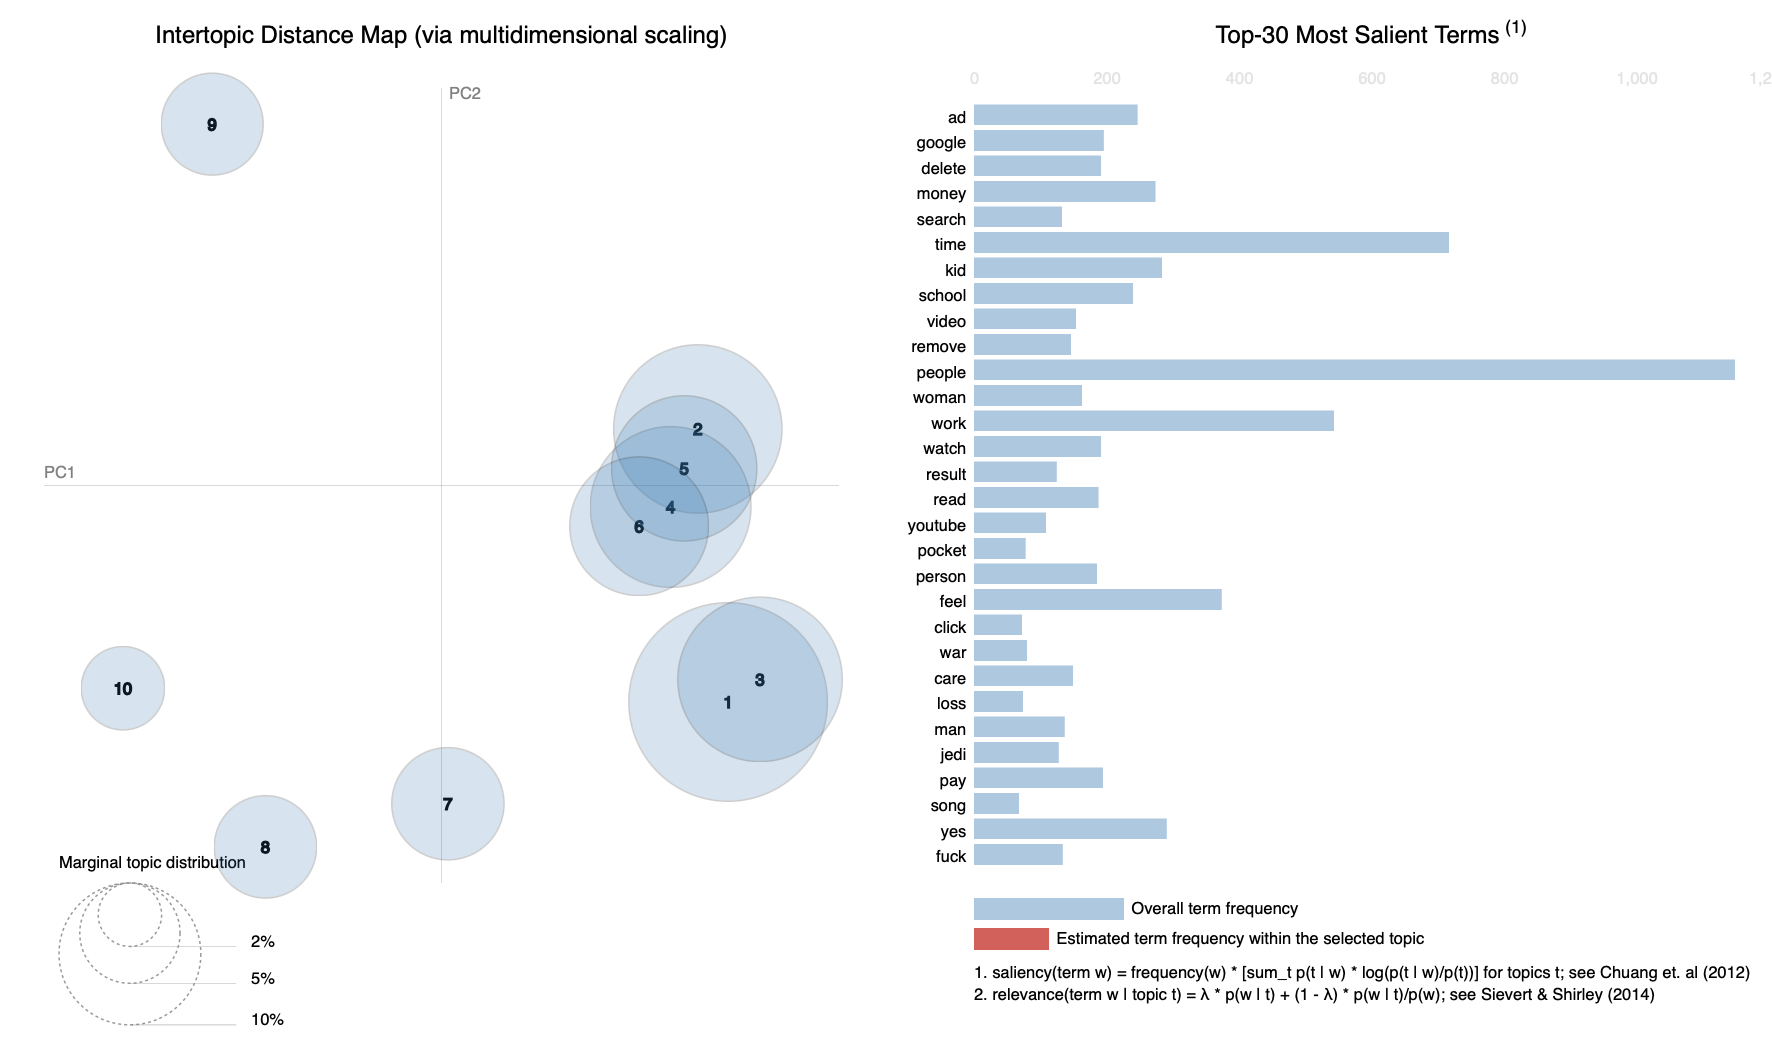 Intertopic Distance Map (via multidimensional scaling)
PC2
PC1
9
2
5
4
6
3
1
10
7
8
Marginal topic distribution
2%
5%
10%
Top-30 Most Salient Terms (1)
0 200 400 600 800 1,000 1,2
ad
google
delete
money
search
time
kid
school
video
remove
people
woman
work
watch
result
read
youtube
pocket
person
feel
click
war
care
loss
man
jedi
pay
song
yes
fuck
Overall term frequency
Estimated term frequency within the selected topic
1. saliency(term w) = frequency(w) * [sum_t p(t | w) * log(p(t | w)/p(t))] for topics t; see Chuang et. al (2012)
2. relevance(term w | topic t) = λ * p(w | t) + (1 - λ) * p(w | t)/p(w); see Sievert & Shirley (2014)